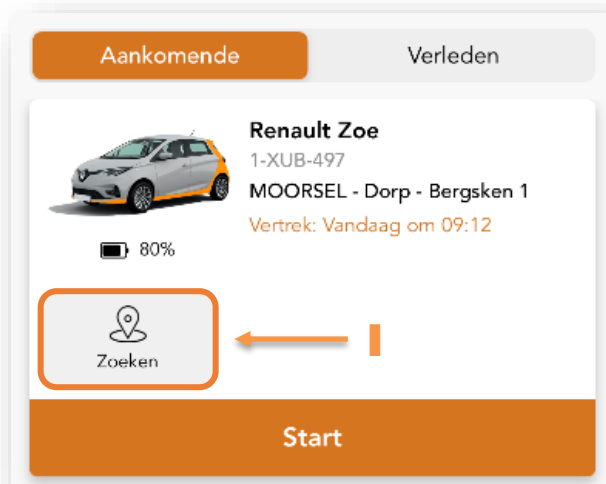 Aankomende
Verleden
Renault Zoe
1-XUB-497
MOORSEL - Dorp - Bergsken 1
Vertrek: Vandaag om 09:12
80%
Zoeken
I
Start